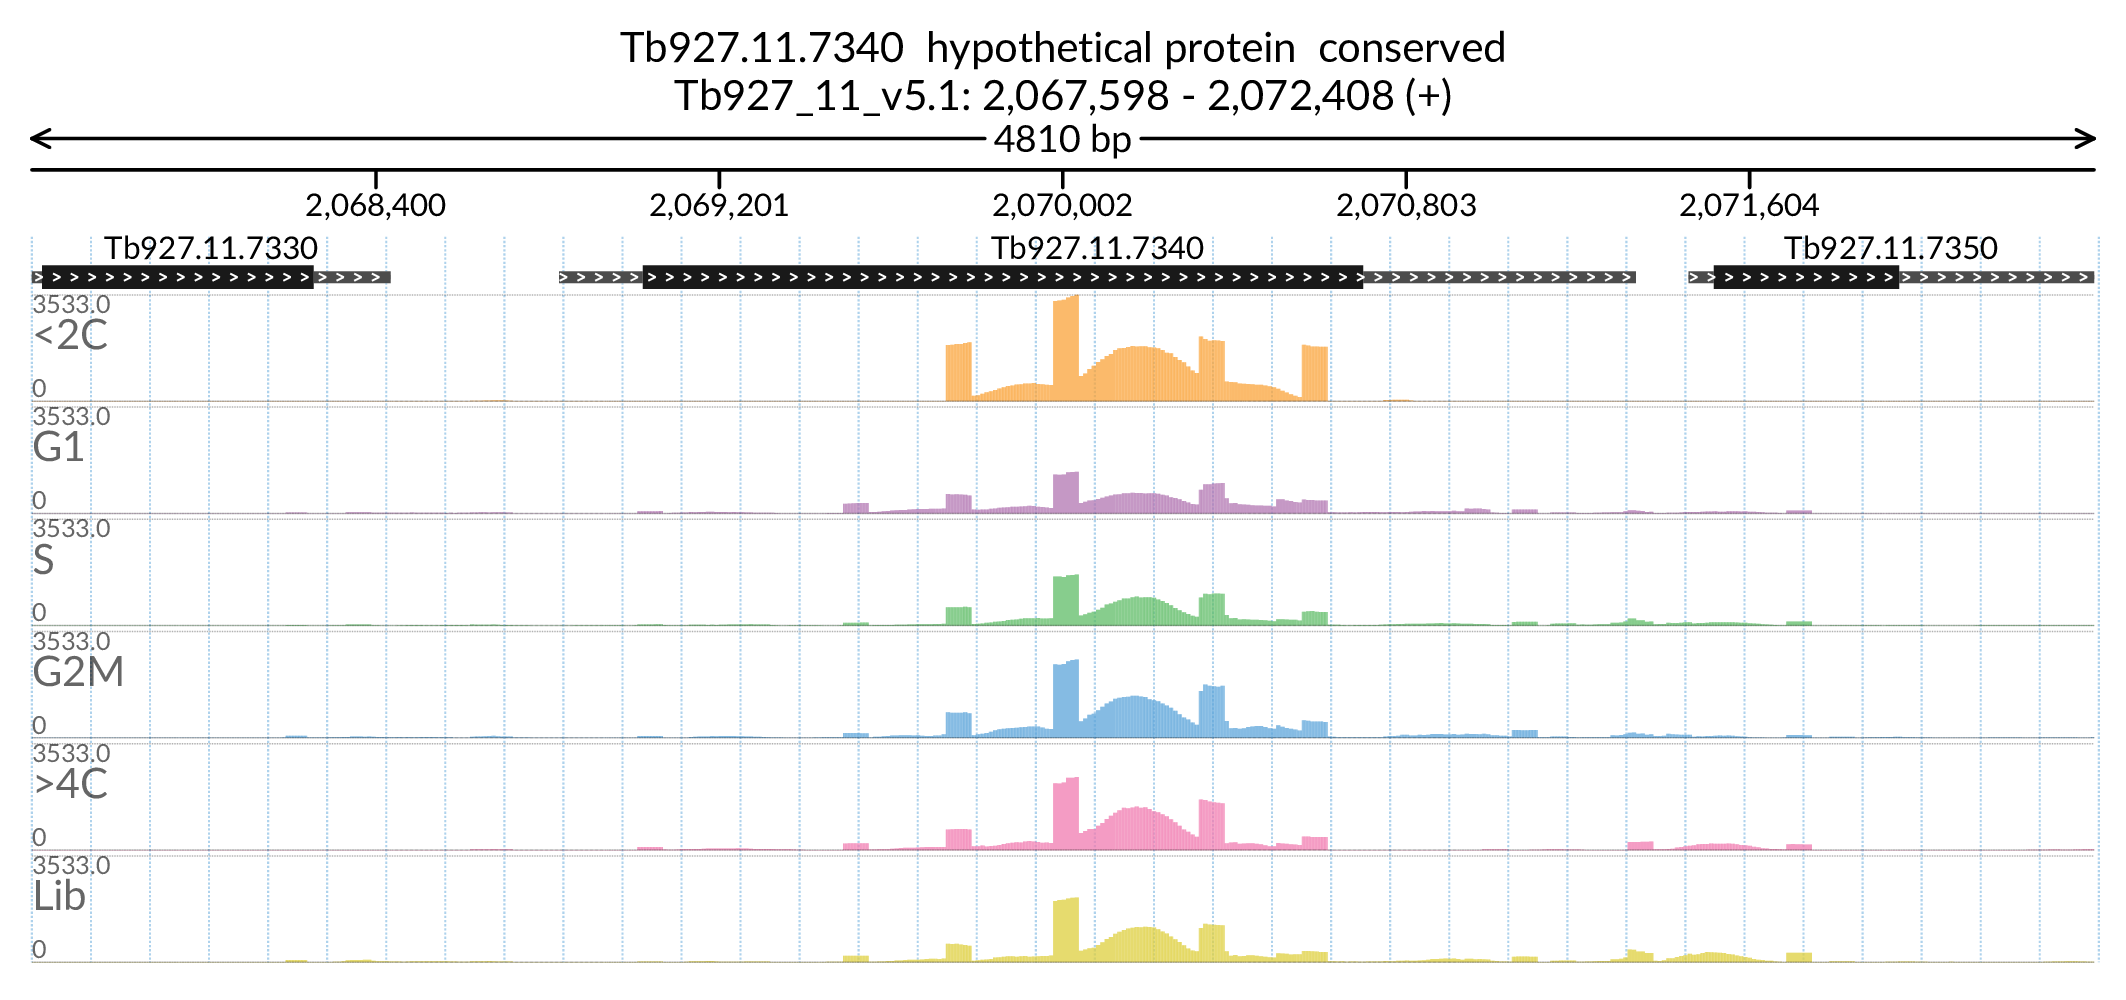 Tb927.11.7340 hypothetical protein conserved
Tb927_11_v5.1: 2,067,598 - 2,072,408 (+)
4810 bp
2,068,400 2,069,201 2,070,002 2,070,803 2,071,604
Tb927.11.7330 Tb927.11.7340 Tb927.11.7350
3533.0
<2C
0
3533.0
G1
0
3533.0
S
0
3533.0
G2M
0
3533.0
>4C
0
3533.0
Lib
0